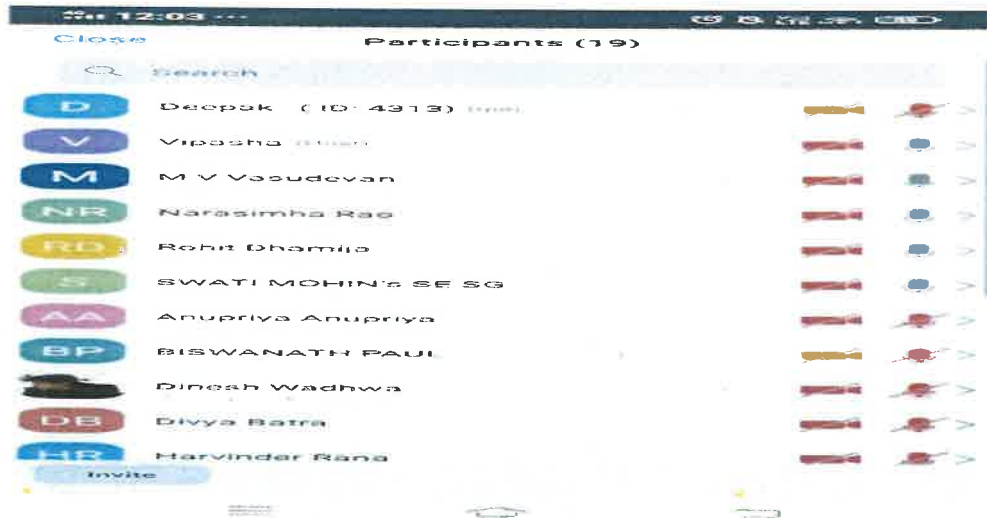 12:03
Close
Participants (19)
Search
D Deepak ( ID: 4913)
V Vipasha
M M V Vasudevan
NR Narasimha Rao
RD Rohit Dhamija
S SWATI MOHIN's SE SG
AA Anupriya Anupriya
BP BISWANATH PAUL
Dinesh Wadhwa
DB Divya Batra
HR Harvinder Rana
Invite